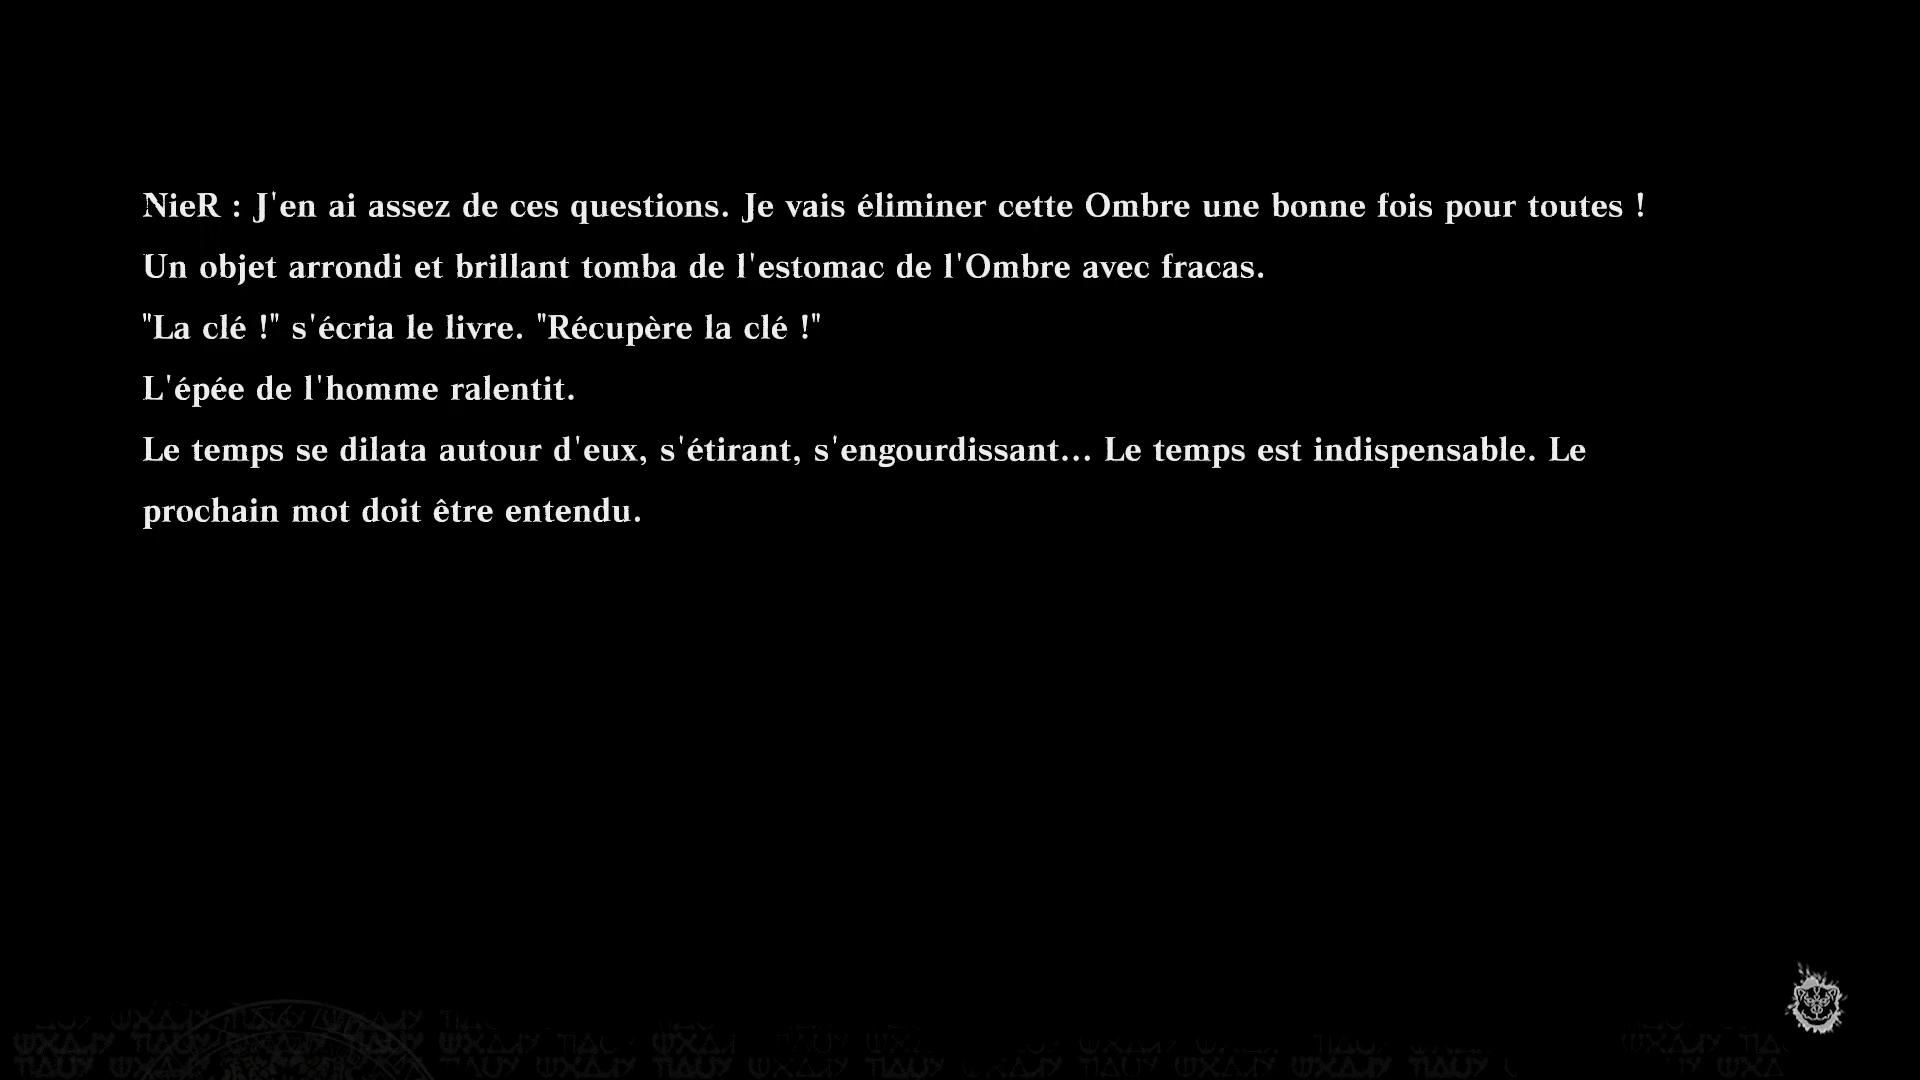 NieR : J'en ai assez de ces questions. Je vais éliminer cette Ombre une bonne fois pour toutes !
Un objet arrondi et brillant tomba de l'estomac de l'Ombre avec fracas.
"La clé !" s'écria le livre. "Récupère la clé !"
L'épée de l'homme ralentit.
Le temps se dilata autour d'eux, s'étirant, s'engourdissant... Le temps est indispensable. Le
prochain mot doit être entendu.